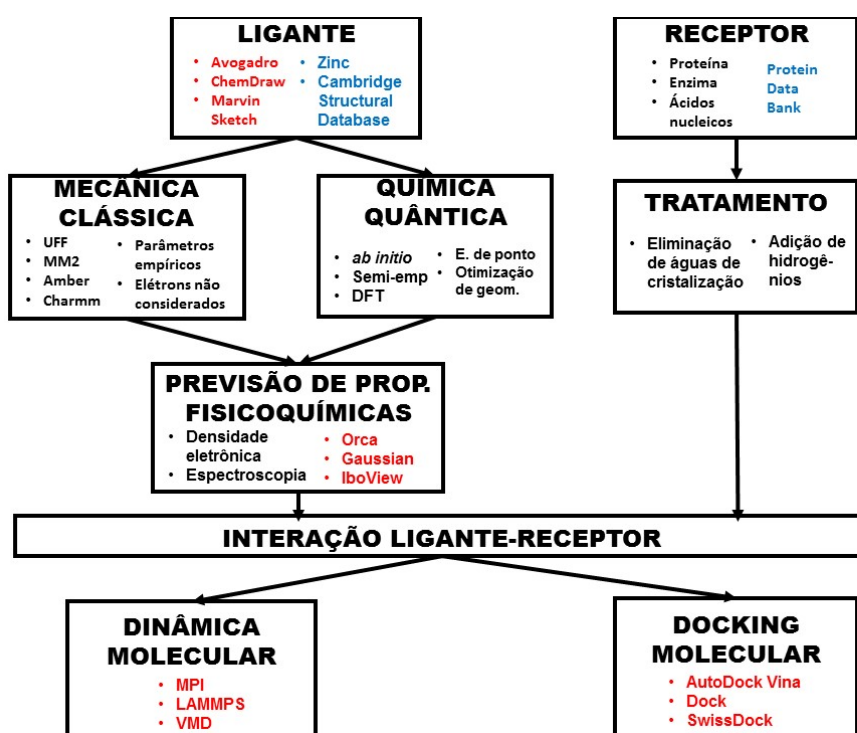 LIGANTE
• Avogadro
• ChemDraw
• Marvin
Sketch
• Zinc
• Cambridge
Structural
Database
RECEPTOR
• Proteína
• Enzima
• Ácidos
nucleicos
Protein
Data
Bank
MECÂNICA
CLÁSSICA
• UFF
• MM2
• Amber
• Charmm
• Parâmetros
empíricos
• Elétrons não
considerados
QUÍMICA
QUÂNTICA
• ab initio
• Semi-emp
• DFT
• E. de ponto
• Otimização
de geom.
TRATAMENTO
• Eliminação
de águas de
cristalização
• Adição de
hidrogê-
nios
PREVISÃO DE PROP.
FISICOQUÍMICAS
• Densidade
eletrônica
• Espectroscopia
• Orca
• Gaussian
• IboView
INTERAÇÃO LIGANTE-RECEPTOR
DINÂMICA
MOLECULAR
• MPI
• LAMMPS
• VMD
DOCKING
MOLECULAR
• AutoDock Vina
• Dock
• SwissDock